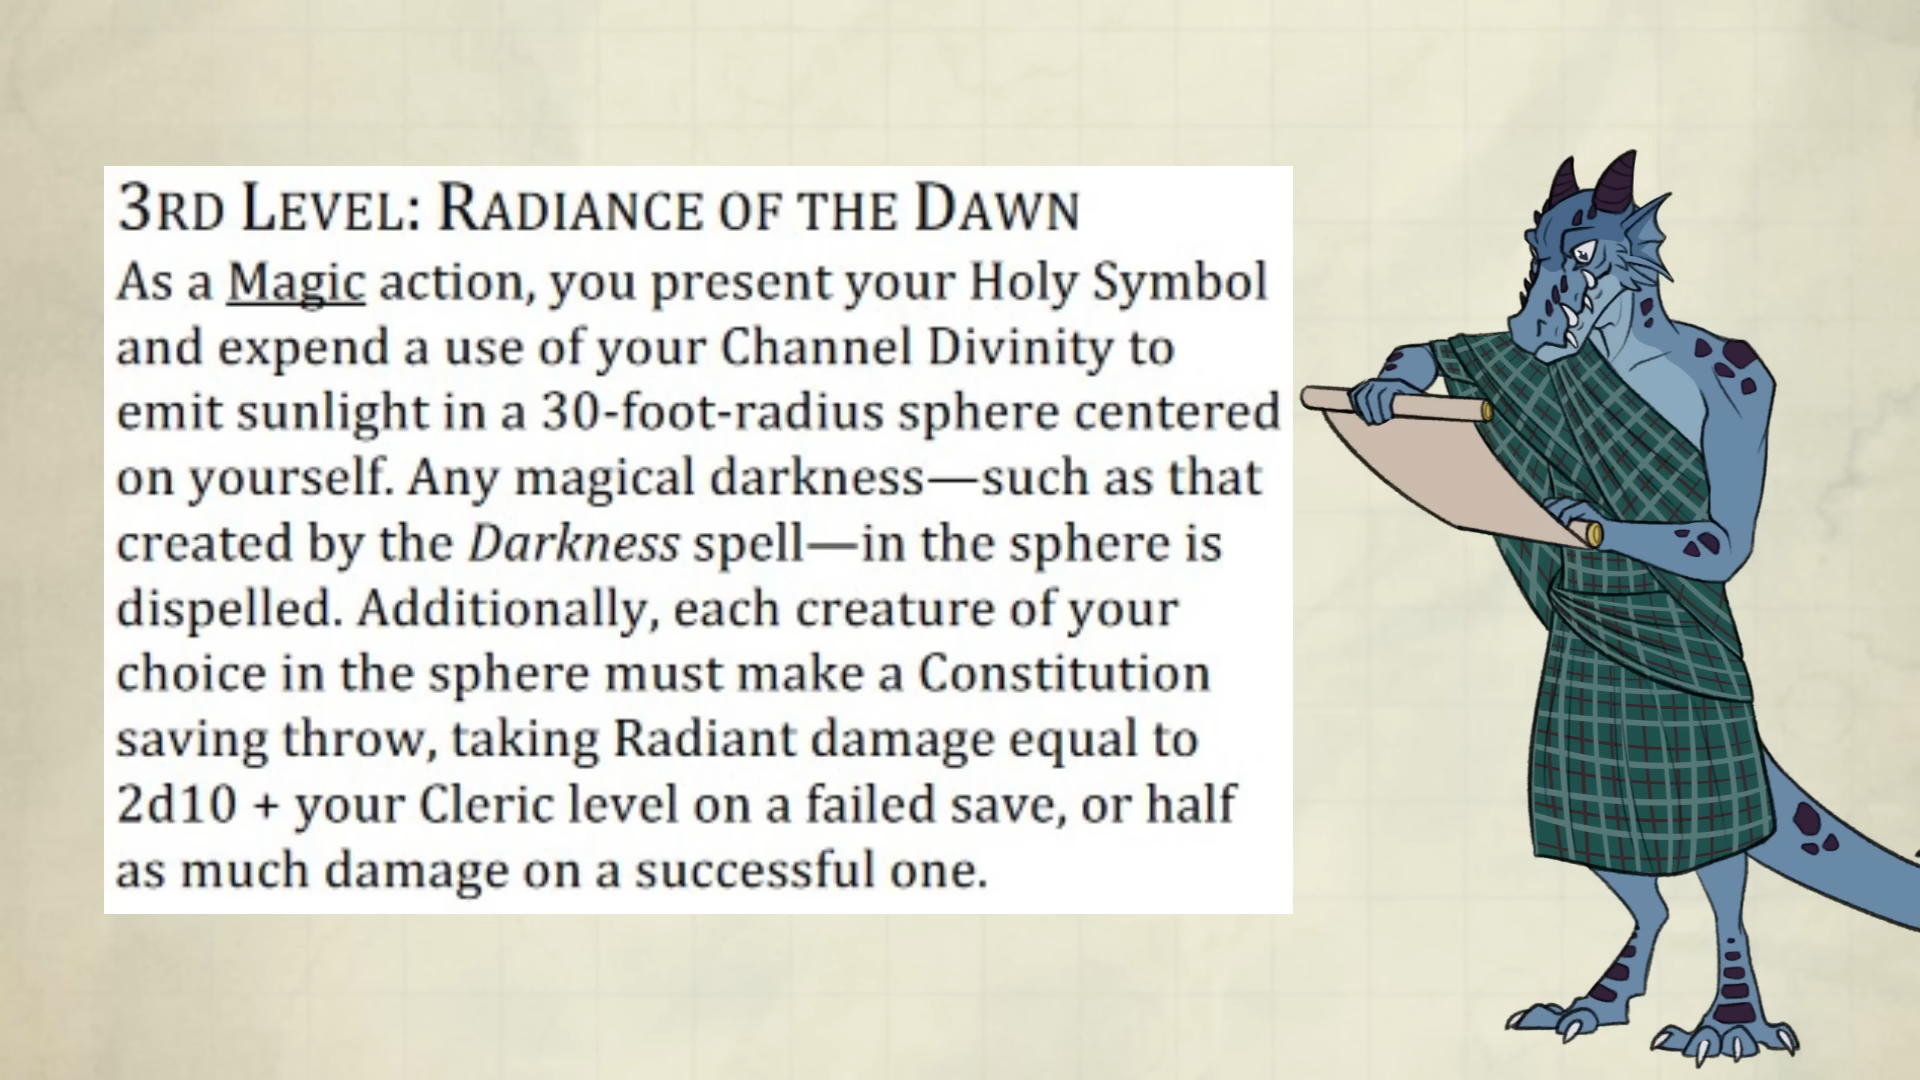 3RD LEVEL: RADIANCE OF THE DAWN
As a Magic action, you present your Holy Symbol
and expend a use of your Channel Divinity to
emit sunlight in a 30-foot-radius sphere centered
on yourself. Any magical darkness—such as that
created by the Darkness spell—in the sphere is
dispelled. Additionally, each creature of your
choice in the sphere must make a Constitution
saving throw, taking Radiant damage equal to
2d10 + your Cleric level on a failed save, or half
as much damage on a successful one.